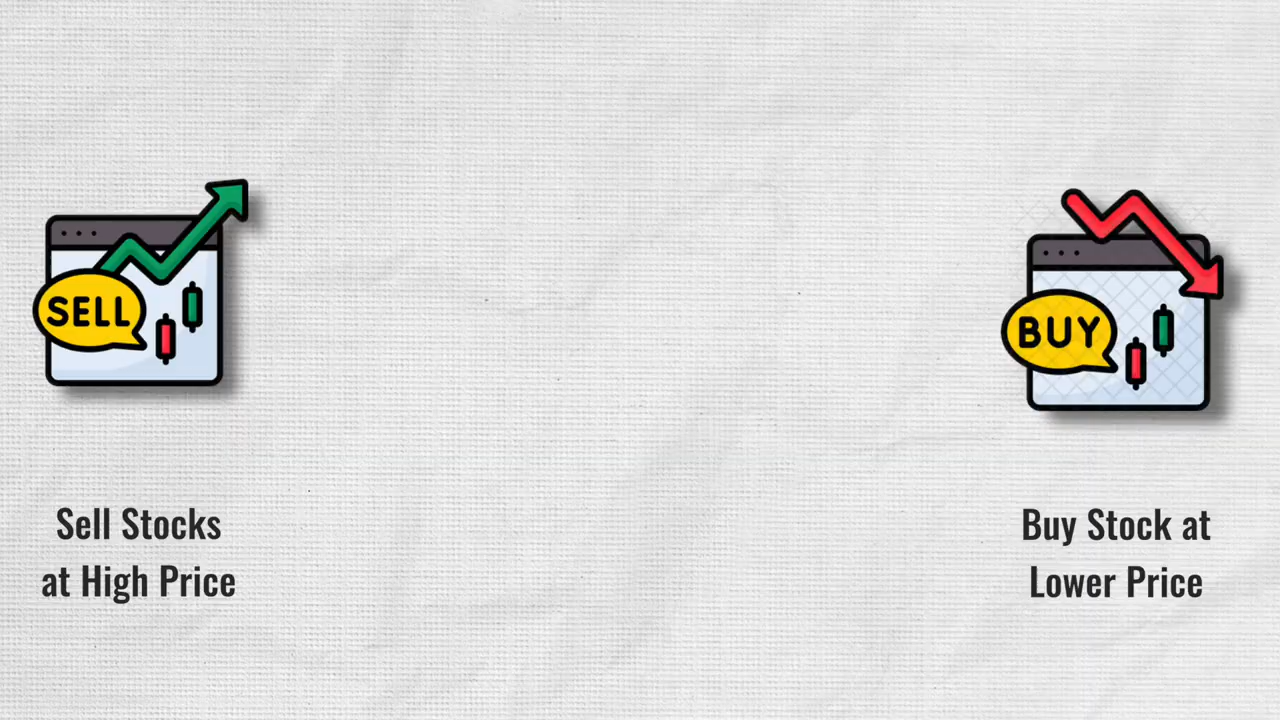 SELL
Sell Stocks
at High Price
BUY
Buy Stock at
Lower Price